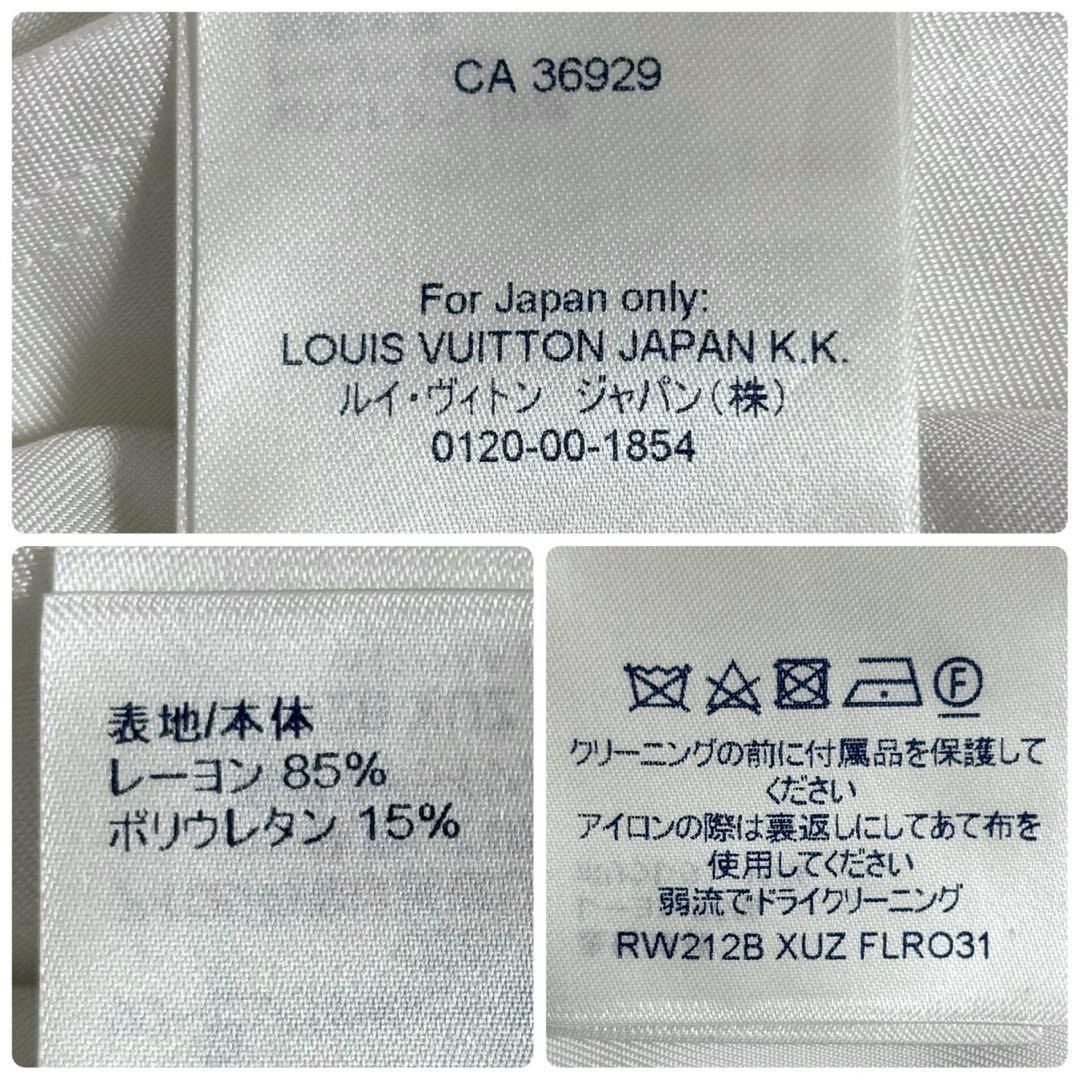 CA 36929
For Japan only:
LOUIS VUITTON JAPAN K.K.
ルイ・ヴィトン ジャパン(株)
0120-00-1854
表地/本体
レーヨン 85%
ポリウレタン 15%
F
クリーニングの前に付属品を保護して
ください
アイロンの際は裏返しにしてあて布を
使用してください
弱流でドライクリーニング
RW212B XUZ FLRO31